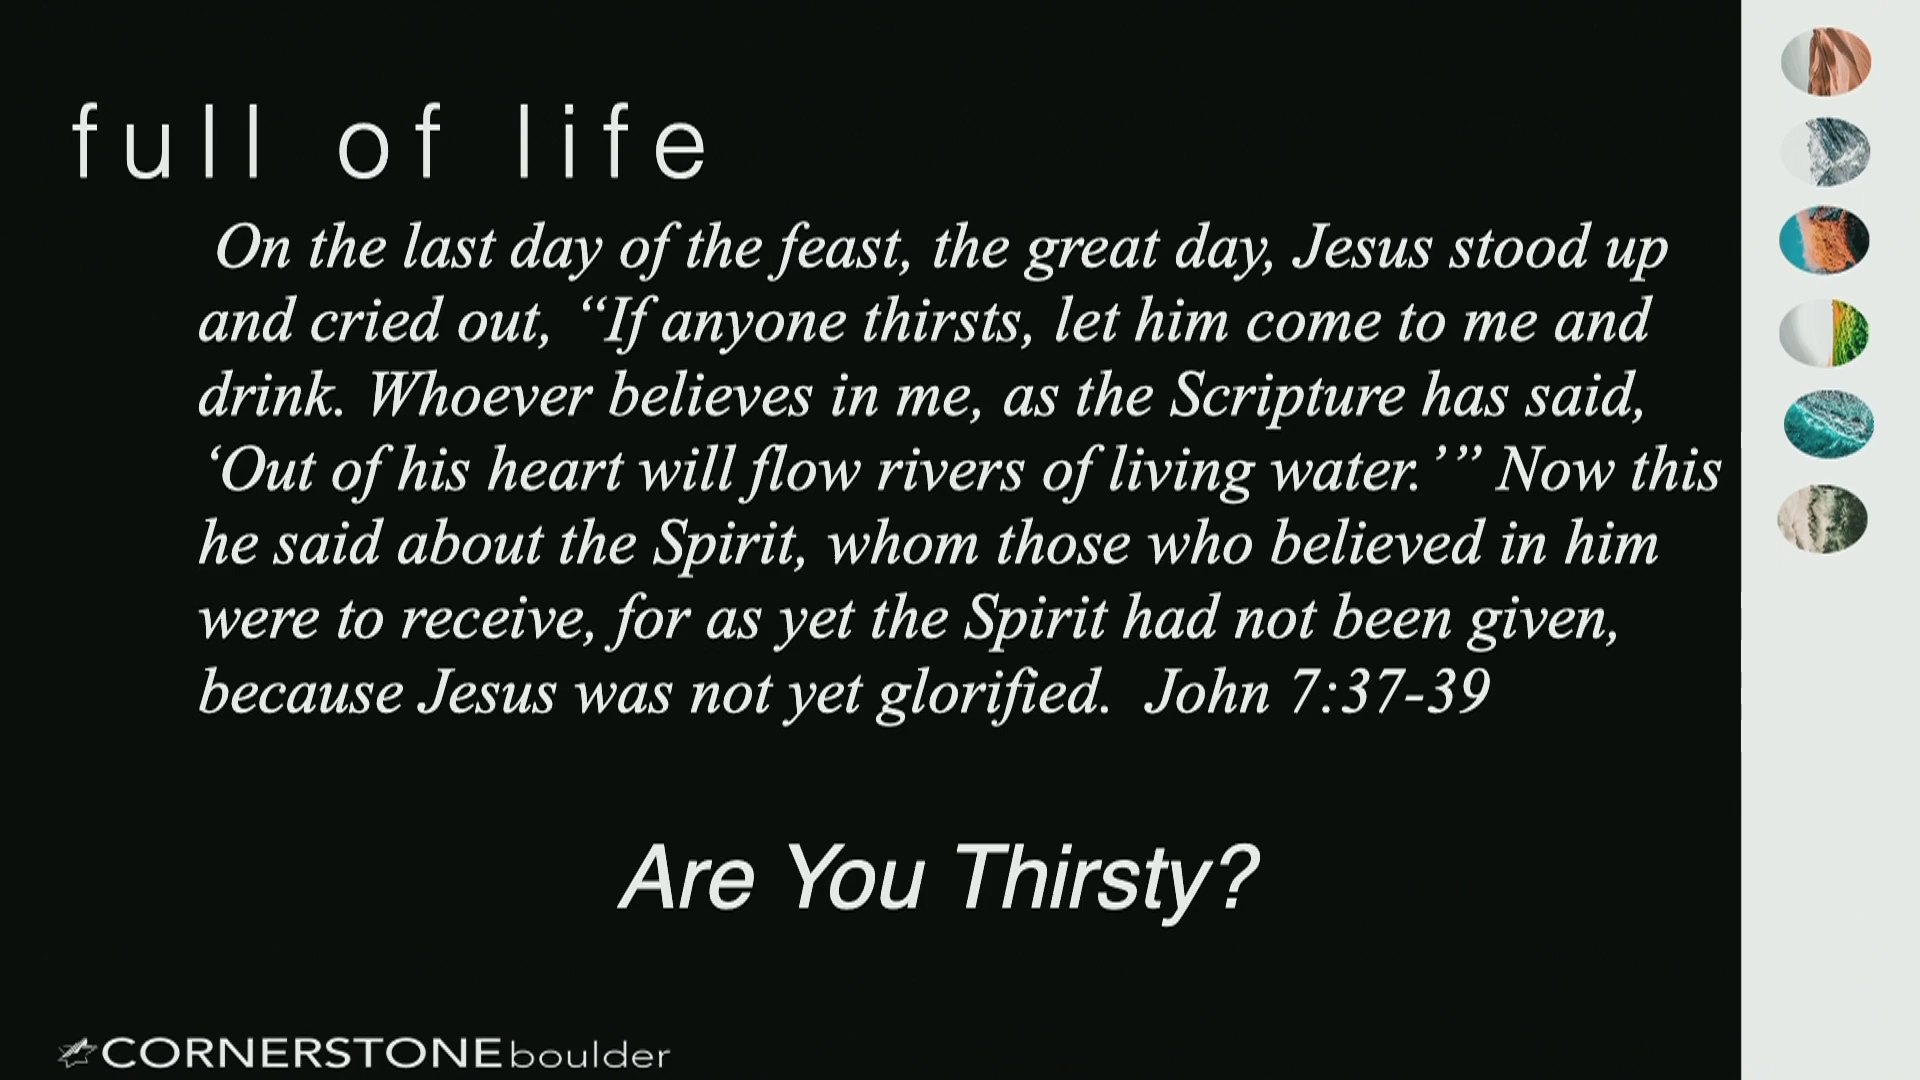 full of life
On the last day of the feast, the great day, Jesus stood up
and cried out, “If anyone thirsts, let him come to me and
drink. Whoever believes in me, as the Scripture has said,
‘Out of his heart will flow rivers of living water.’” Now this
he said about the Spirit, whom those who believed in him
were to receive, for as yet the Spirit had not been given,
because Jesus was not yet glorified.  John 7:37-39
Are You Thirsty?
CORNERSTONE boulder